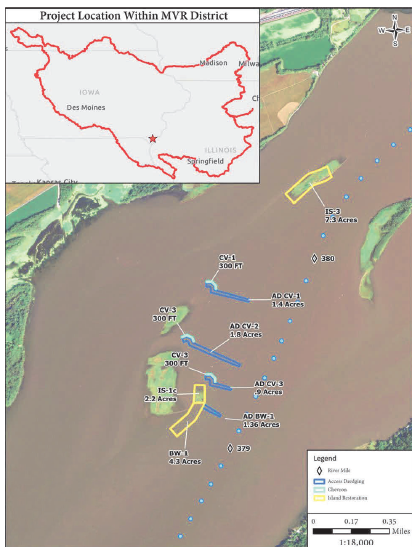 Project Location Within MVR District
Madison
Milwa
IOWA
Des Moines
ILLINOIS
Springfield
Kansas City
N
W
E
S
IS-3
7.3 Acres
380
CV-1
300 FT
AD CV-1
1.4 Acres
CV-3
300 FT
AD CV-2
1.8 Acres
CV-3
300 FT
AD CV-3
.9 Acres
IS-1c
2.2 Acres
AD BW-1
1.36 Acres
BW-1
4.3 Acres
379
Legend
River Mile
Access Dredging
Chevron
Island Restoration
0 0.17 0.35
Miles
1:18,000